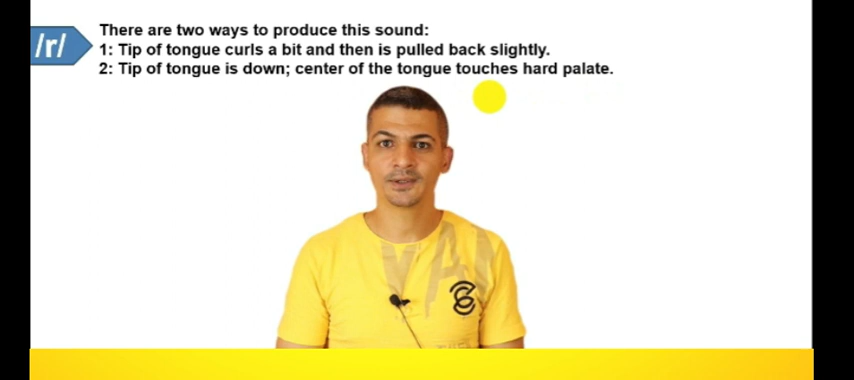 /r/
There are two ways to produce this sound:
1: Tip of tongue curls a bit and then is pulled back slightly.
2: Tip of tongue is down; center of the tongue touches hard palate.